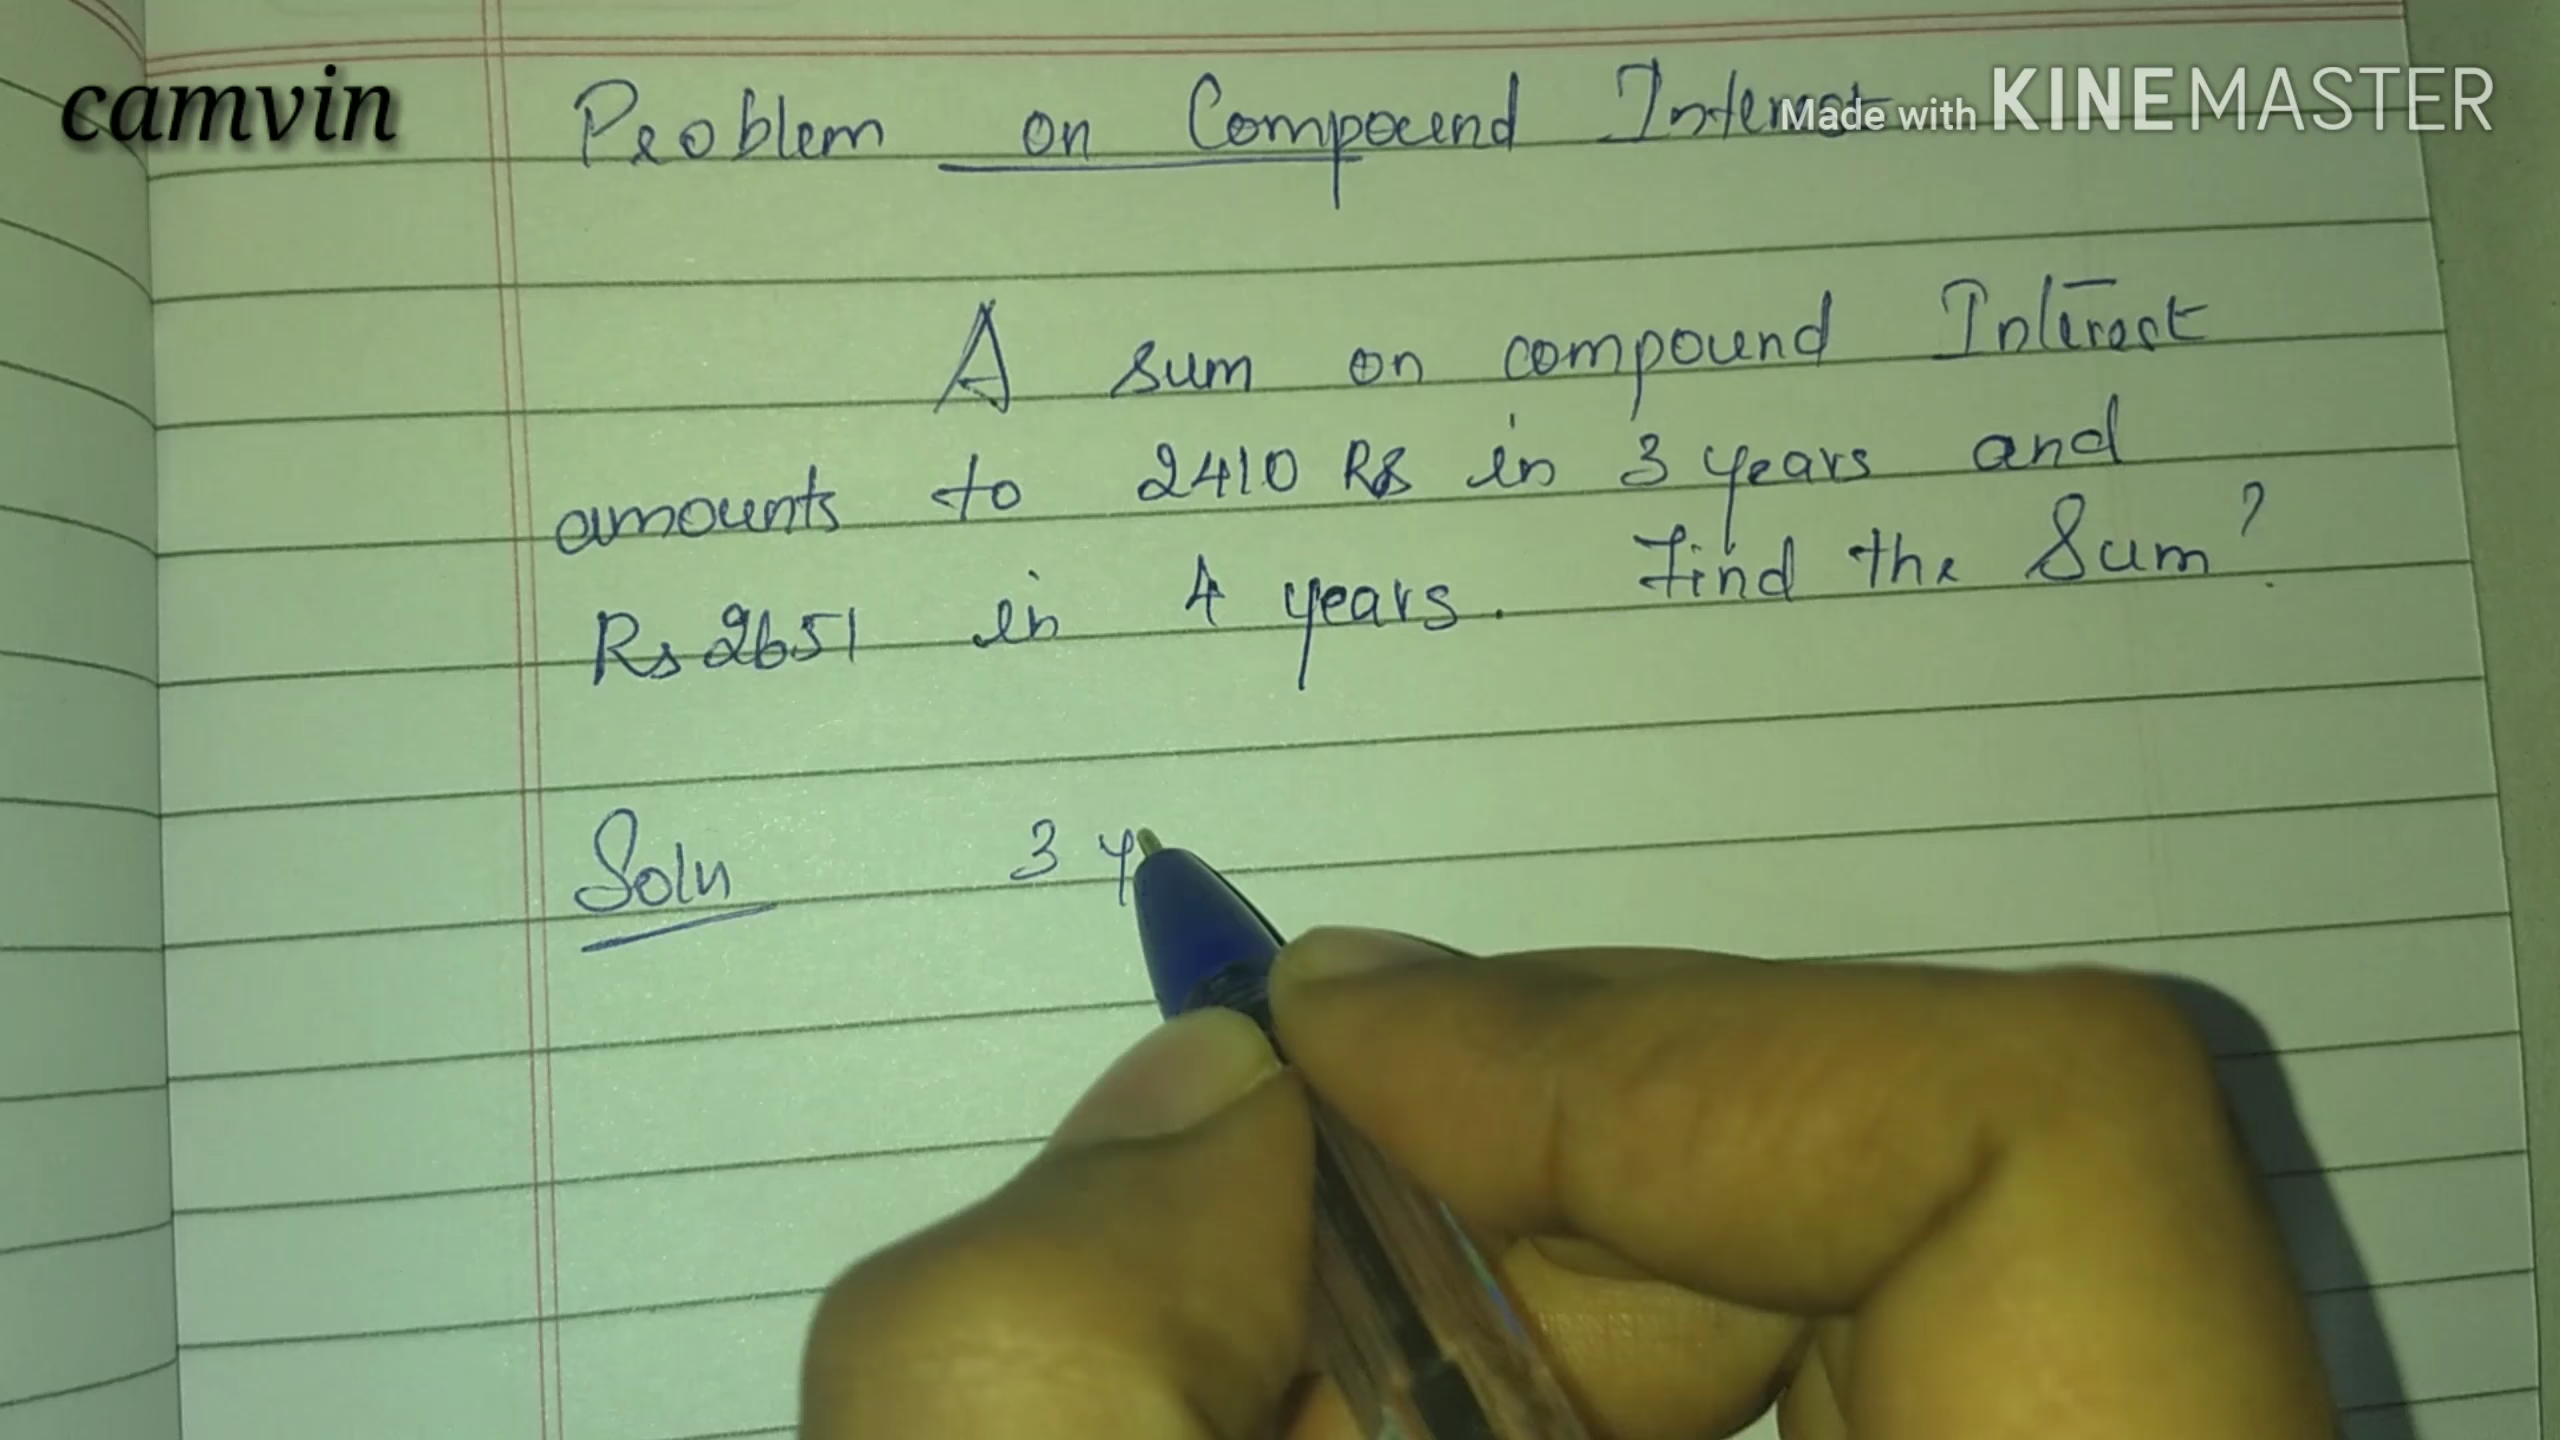 camvin
Made with KINEMASTER
Problem on Compound Interest
A sum on compound Interest
amounts to 2410 Rs in 3 years and
Rs 2651 in 4 years. find the Sum?
Soln 3 y